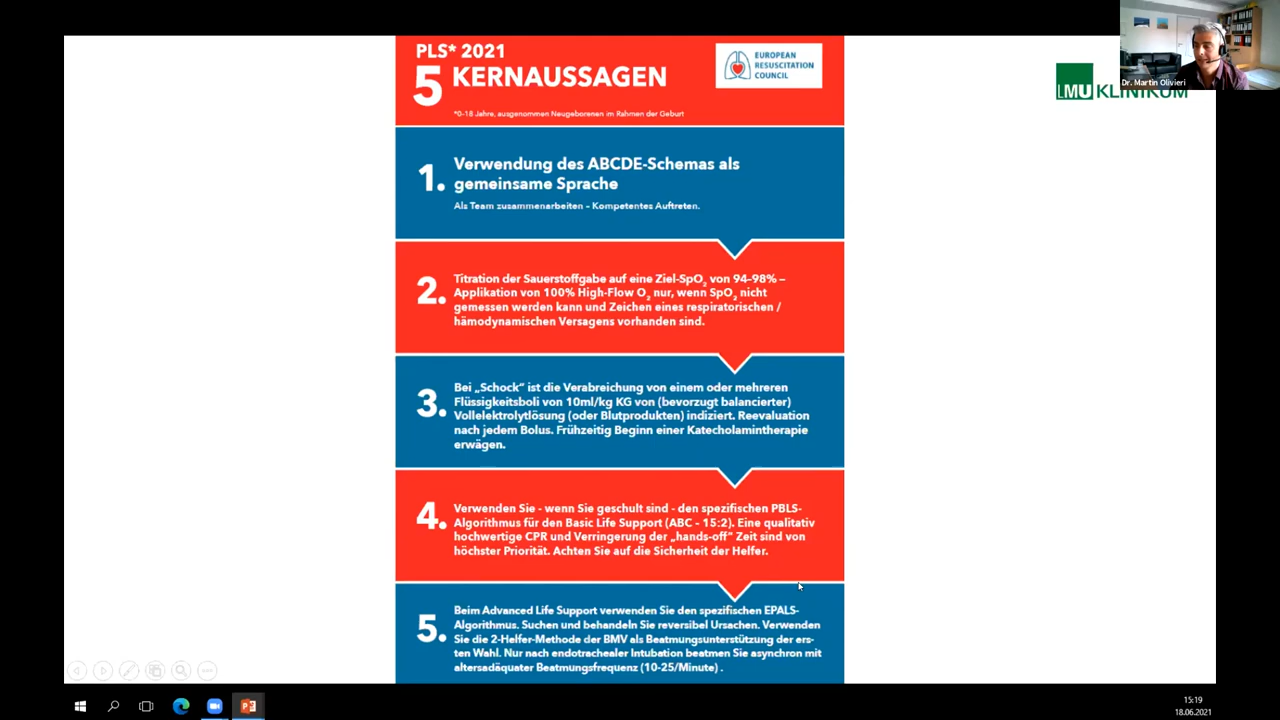 PLS* 2021
5 KERNAUSSAGEN
*0-18 Jahre, ausgenommen Neugeborenen im Rahmen der Geburt
EUROPEAN
RESUSCITATION
COUNCIL
Dr. Martin Olivieri
LMU KLINIKUM
1. Verwendung des ABCDE-Schemas als
gemeinsame Sprache
Als Team zusammenarbeiten – Kompetentes Auftreten.
2. Titration der Sauerstoffgabe auf eine Ziel-SpO₂ von 94–98% –
Applikation von 100% High-Flow O₂ nur, wenn SpO₂ nicht
gemessen werden kann und Zeichen eines respiratorischen /
hämodynamischen Versagens vorhanden sind.
3. Bei „Schock“ ist die Verabreichung von einem oder mehreren
Flüssigkeitsboli von 10ml/kg KG von (bevorzugt balancierter)
Vollelektrolytlösung (oder Blutprodukten) indiziert. Reevaluation
nach jedem Bolus. Frühzeitig Beginn einer Katecholamintherapie
erwägen.
4. Verwenden Sie - wenn Sie geschult sind - den spezifischen PBLS-
Algorithmus für den Basic Life Support (ABC - 15:2). Eine qualitativ
hochwertige CPR und Verringerung der „hands-off“ Zeit sind von
höchster Priorität. Achten Sie auf die Sicherheit der Helfer.
5. Beim Advanced Life Support verwenden Sie den spezifischen EPALS-
Algorithmus. Suchen und behandeln Sie reversibel Ursachen. Verwenden
Sie die 2-Helfer-Methode der BMV als Beatmungsunterstützung der ers-
ten Wahl. Nur nach endotrachealer Intubation beatmen Sie asynchron mit
altersadäquater Beatmungsfrequenz (10-25/Minute) .
15:19
18.06.2021